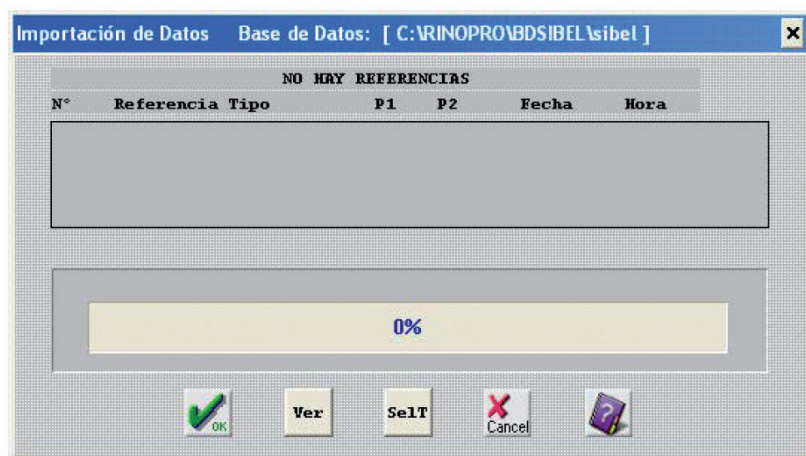 Importación de Datos Base de Datos: [ C:\RINOPRO\BDSIBEL\sibel ]
NO HAY REFERENCIAS
N° Referencia Tipo P1 P2 Fecha Hora
0%
OK Ver SelT Cancel ?